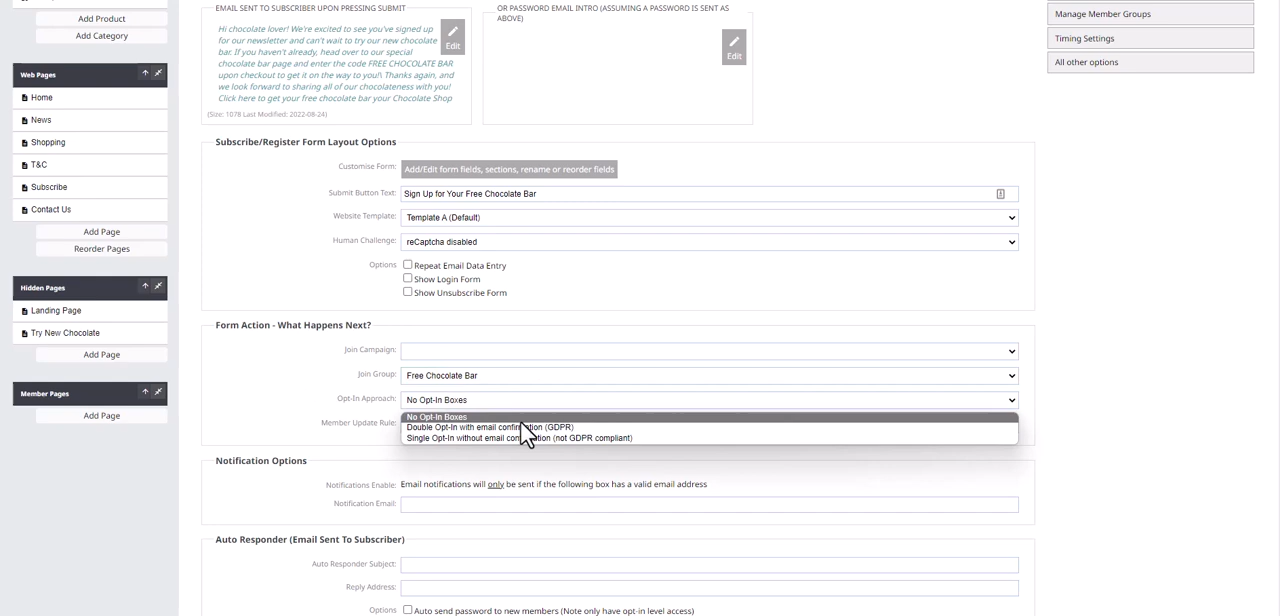 Add Product
Add Category
Web Pages
Home
News
Shopping
T&C
Subscribe
Contact Us
Add Page
Reorder Pages
Hidden Pages
Landing Page
Try New Chocolate
Add Page
Member Pages
Add Page
EMAIL SENT TO SUBSCRIBER UPON PRESSING SUBMIT
Hi chocolate lover! We're excited to see you've signed up
for our newsletter and can't wait to try our new chocolate
bar. If you haven't already, head over to our special
chocolate bar page and enter the code FREE CHOCOLATE BAR
upon checkout to get it on the way to you!\ Thanks again, and
we look forward to sharing all of our chocolateness with you!
Click here to get your free chocolate bar your Chocolate Shop
Edit
(Size: 1078 Last Modified: 2022-08-24)
OR PASSWORD EMAIL INTRO (ASSUMING A PASSWORD IS SENT AS
ABOVE)
Edit
Subscribe/Register Form Layout Options
Customise Form: Add/Edit form fields, sections, rename or reorder fields
Submit Button Text: Sign Up for Your Free Chocolate Bar
Website Template: Template A (Default)
Human Challenge: reCaptcha disabled
Options Repeat Email Data Entry
Show Login Form
Show Unsubscribe Form
Form Action - What Happens Next?
Join Campaign:
Join Group: Free Chocolate Bar
Opt-In Approach: No Opt-In Boxes
No Opt-In Boxes
Member Update Rule:
Double Opt-In with email (GDPR)
Single Opt-In without email (not GDPR compliant)
Notification Options
Notifications Enable: Email notifications will only be sent if the following box has a valid email address
Notification Email:
Auto Responder (Email Sent To Subscriber)
Auto Responder Subject:
Reply Address:
Options Auto send password to new members (Note only have opt-in level access)
Manage Member Groups
Timing Settings
All other options